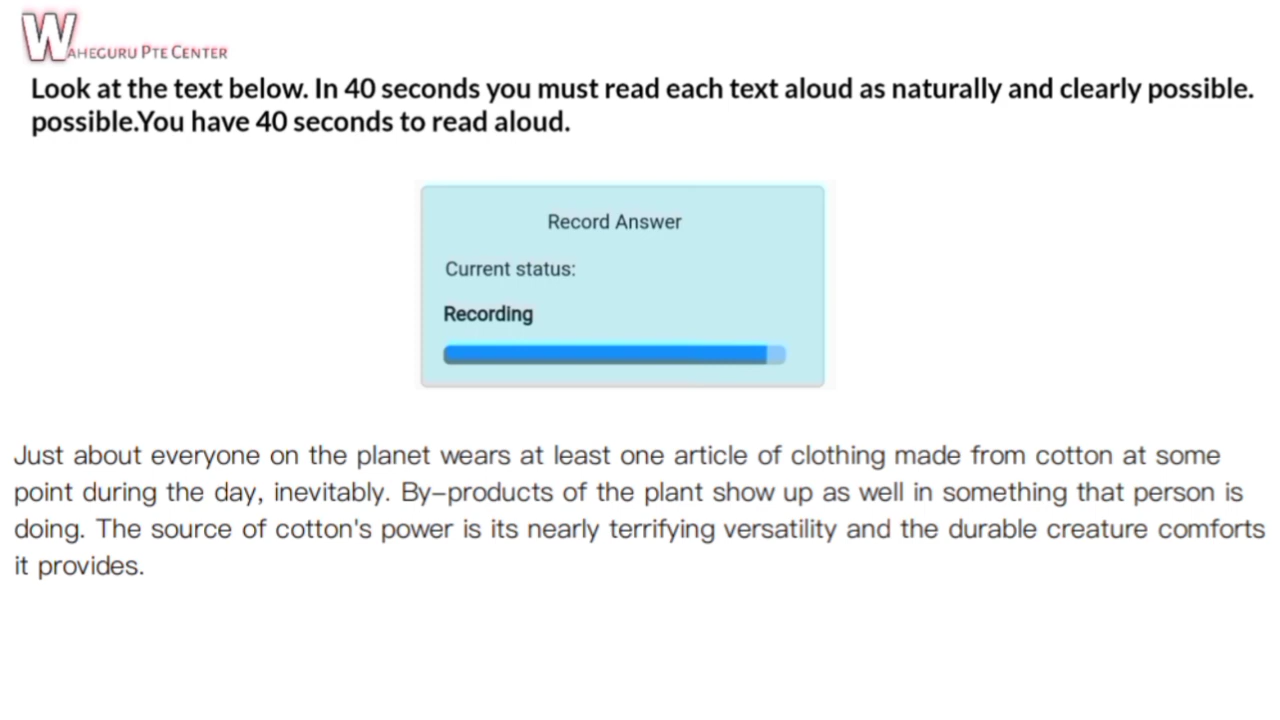 WAHEGURU PTE CENTER
Look at the text below. In 40 seconds you must read each text aloud as naturally and clearly possible.
possible.You have 40 seconds to read aloud.
Record Answer
Current status:
Recording
Just about everyone on the planet wears at least one article of clothing made from cotton at some
point during the day, inevitably. By-products of the plant show up as well in something that person is
doing. The source of cotton's power is its nearly terrifying versatility and the durable creature comforts
it provides.